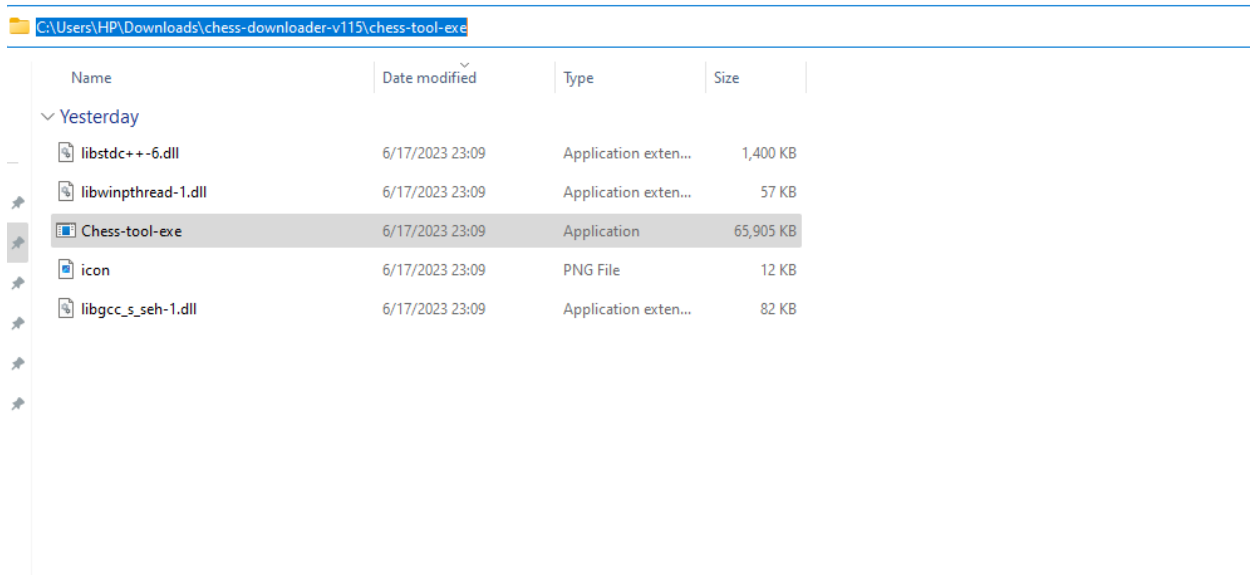 C:\Users\HP\Downloads\chess-downloader-v115\chess-tool-exe
Name Date modified Type Size
Yesterday
libstdc++-6.dll 6/17/2023 23:09 Application exten... 1,400 KB
libwinpthread-1.dll 6/17/2023 23:09 Application exten... 57 KB
Chess-tool-exe 6/17/2023 23:09 Application 65,905 KB
icon 6/17/2023 23:09 PNG File 12 KB
libgcc_s_seh-1.dll 6/17/2023 23:09 Application exten... 82 KB